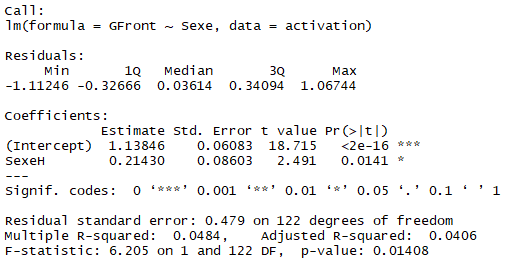 Call:
lm(formula = GFront ~ Sexe, data = activation)

Residuals:
     Min       1Q   Median       3Q      Max
-1.11246 -0.32666  0.03614  0.34094  1.06744

Coefficients:
            Estimate Std. Error t value Pr(>|t|)
(Intercept)  1.13846    0.06083  18.715   <2e-16 ***
SexeH        0.21430    0.08603   2.491   0.0141 *
---
Signif. codes:  0 ‘***’ 0.001 ‘**’ 0.01 ‘*’ 0.05 ‘.’ 0.1 ‘ ’ 1

Residual standard error: 0.479 on 122 degrees of freedom
Multiple R-squared:  0.0484,    Adjusted R-squared:  0.0406
F-statistic: 6.205 on 1 and 122 DF,  p-value: 0.01408